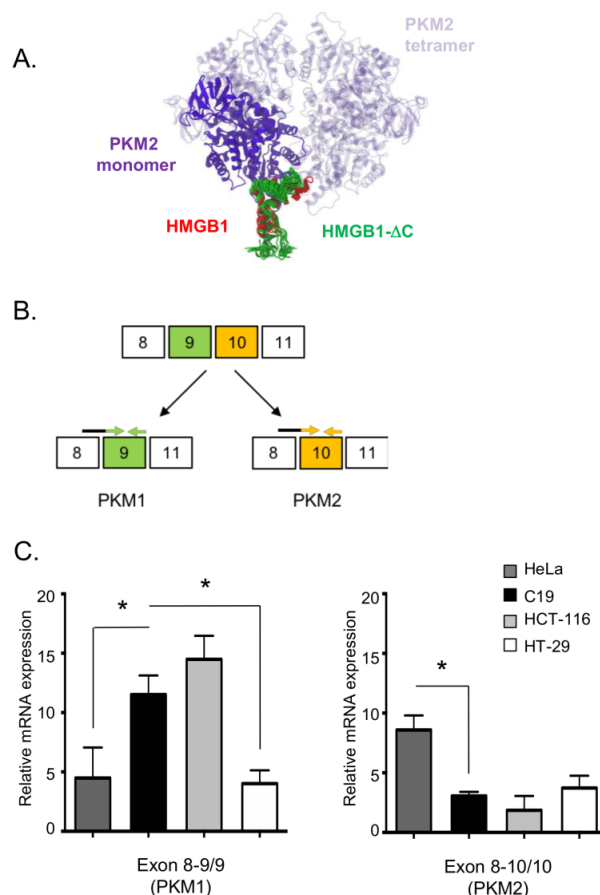 A.
PKM2
tetramer
PKM2
monomer
HMGB1
HMGB1-ΔC
B.
8 9 10 11
8 9 11
8 10 11
PKM1
PKM2
C.
Relative mRNA expression
20
15
10
5
0
*
*
Exon 8-9/9
(PKM1)
Relative mRNA expression
20
15
10
5
0
*
HeLa
C19
HCT-116
HT-29
Exon 8-10/10
(PKM2)